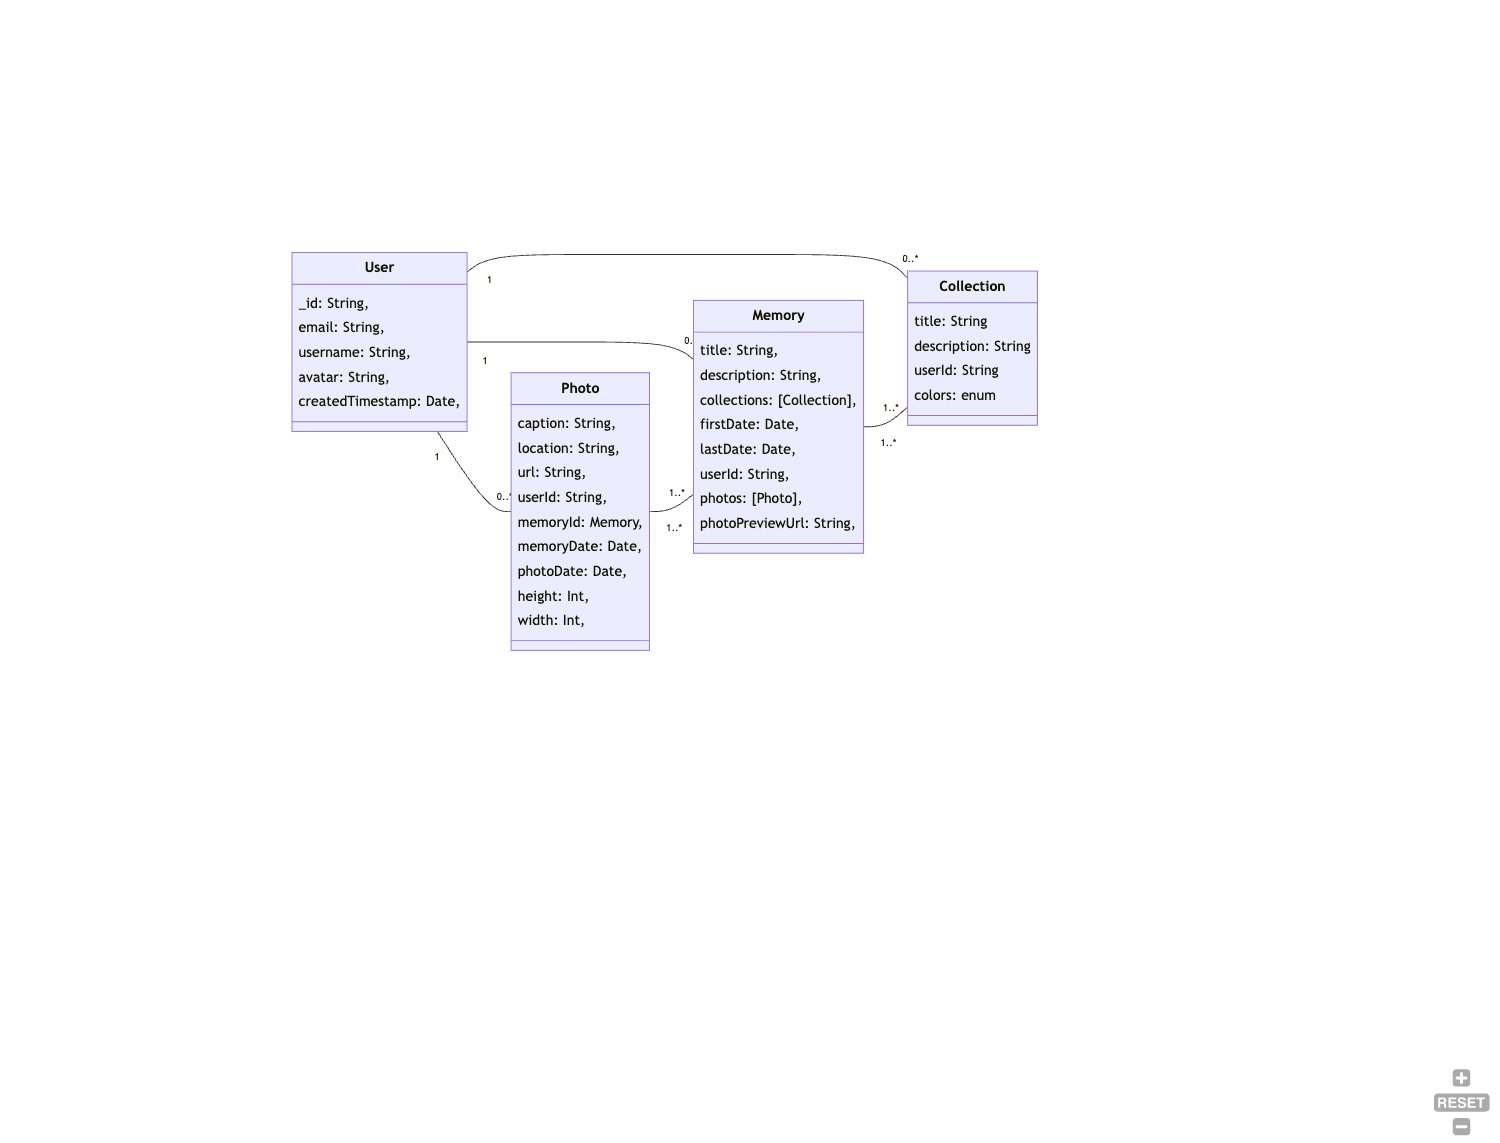 User
_id: String,
email: String,
username: String,
avatar: String,
createdTimestamp: Date,
1
1
1
0..*
Collection
title: String
description: String
userId: String
colors: enum
0.
Memory
title: String,
description: String,
collections: [Collection],
firstDate: Date,
lastDate: Date,
userId: String,
photos: [Photo],
photoPreviewUrl: String,
1..*
1..*
0..*
Photo
caption: String,
location: String,
url: String,
userId: String,
memoryId: Memory,
memoryDate: Date,
photoDate: Date,
height: Int,
width: Int,
1..*
1..*
RESET